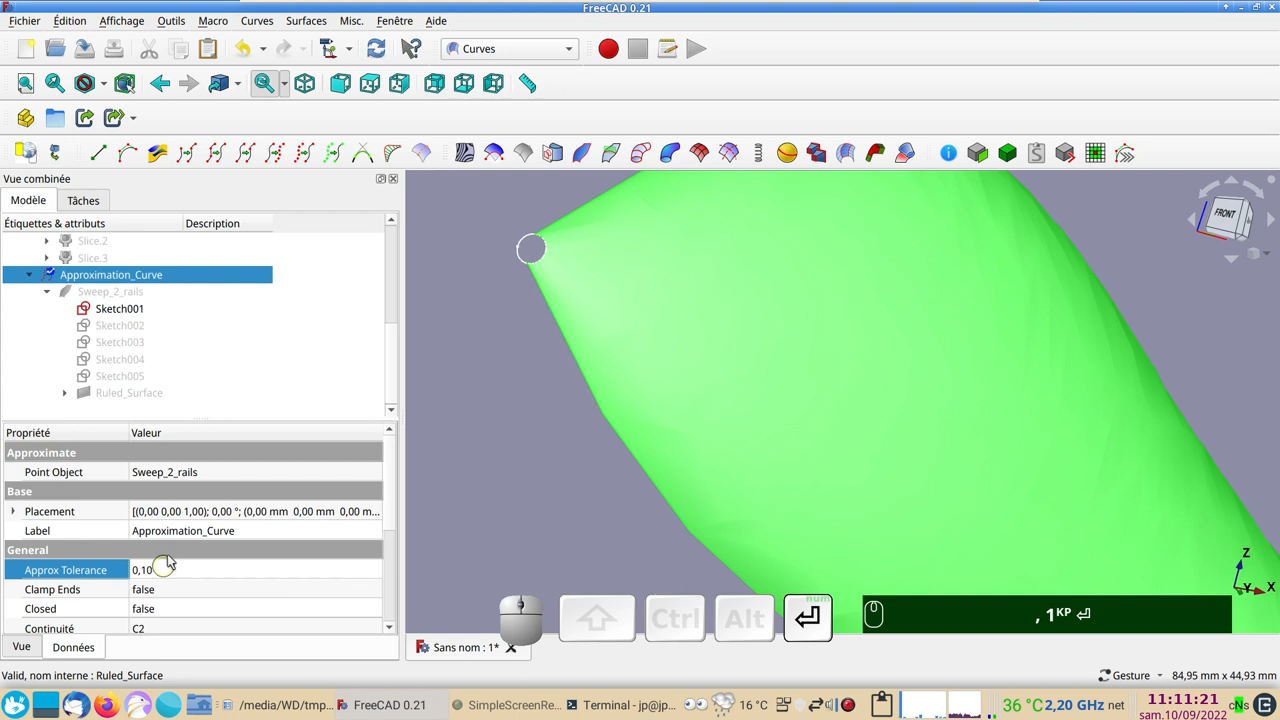 FreeCAD 0.21
Fichier Édition Affichage Outils Macro Curves Surfaces Misc. Fenêtre Aide
Curves
Vue combinée
Modèle Tâches
Étiquettes & attributs Description
Slice.2
Slice.3
Approximation_Curve
Sweep_2_rails
Sketch001
Sketch002
Sketch003
Sketch004
Sketch005
Ruled_Surface
Propriété Valeur
Approximate
Point Object Sweep_2_rails
Base
Placement [(0,00 0,00 1,00); 0,00 °; (0,00 mm 0,00 mm 0,00 m...
Label Approximation_Curve
General
Approx Tolerance 0,10
Clamp Ends false
Closed false
Continuité C2
Vue Données
FRONT
Z
Y
X
num
Ctrl Alt
, 1KP
Sans nom : 1*
Valid, nom interne : Ruled_Surface
Gesture 84,95 mm x 44,93 mm
/media/WD/tmp... FreeCAD 0.21 SimpleScreenRe... Terminal - jp@jp... 16 °C 36 °C 2,20 GHz net
11:11:21
sam.10/09/2022